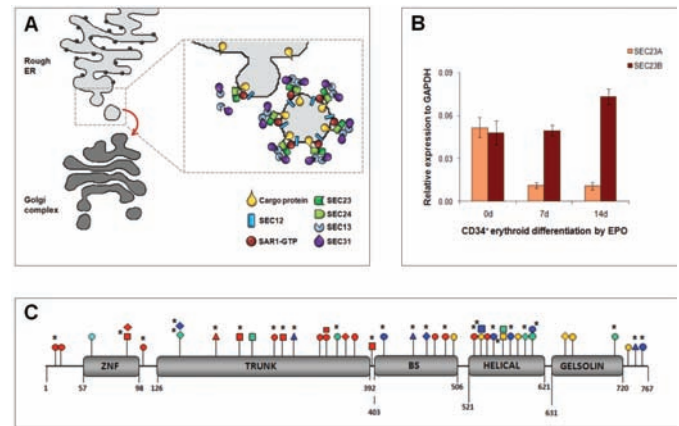 A
Rough
ER
Golgi
complex
Cargo protein
SEC12
SAR1-GTP
SEC23
SEC24
SEC13
SEC31
B
SEC23A
SEC23B
Relative expression to GAPDH
0.09
0.06
0.03
0.00
0d
7d
14d
CD34+ erythroid differentiation by EPO
C
ZNF
TRUNK
BS
HELICAL
GELSOLIN
1
57
98
126
392
403
506
521
621
631
720
767